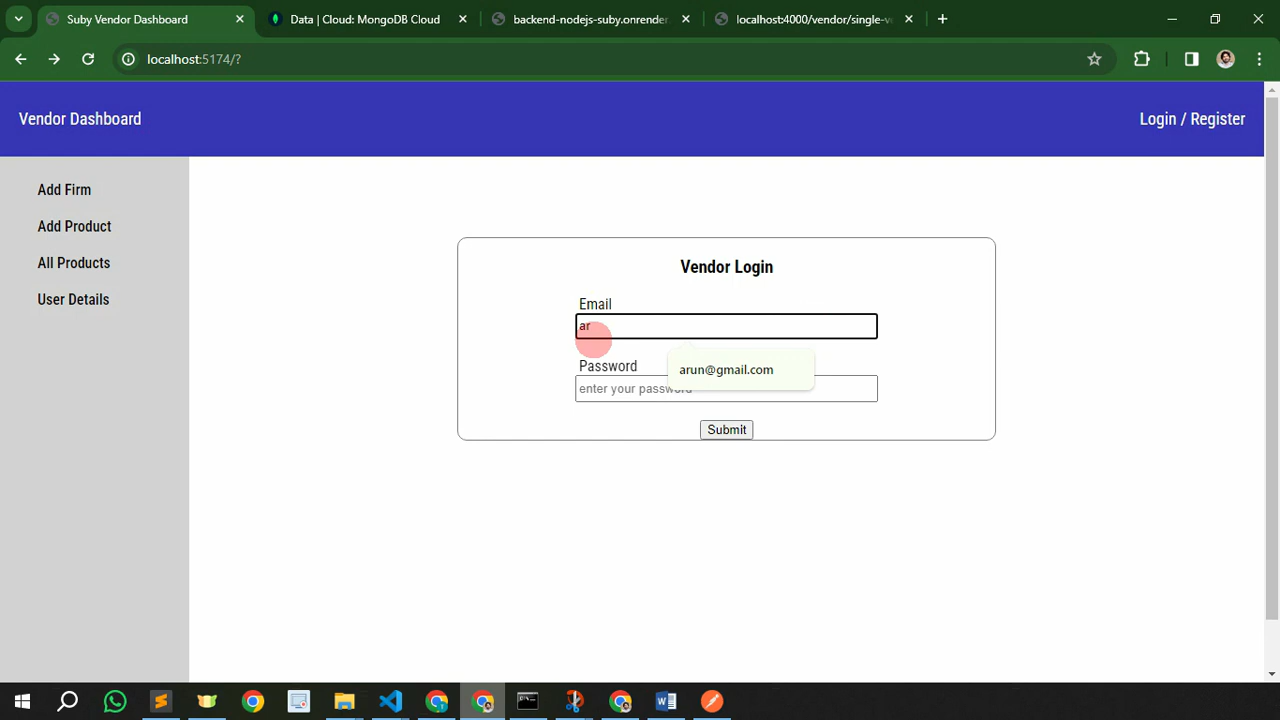 Suby Vendor Dashboard
Data | Cloud: MongoDB Cloud
backend-nodejs-suby.onrender
localhost:4000/vendor/single-v
localhost:5174/?
Vendor Dashboard
Login / Register
Add Firm
Add Product
All Products
User Details
Vendor Login
Email
ar
Password
arun@gmail.com
enter your password
Submit